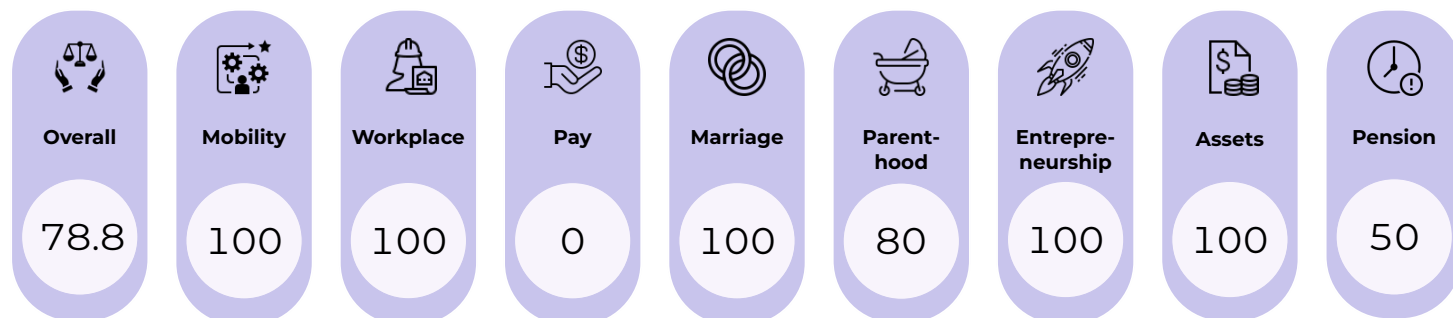 Overall
78.8
Mobility
100
Workplace
100
$
Pay
0
Marriage
100
Parent-
hood
80
Entrepre-
neurship
100
$
Assets
100
!
Pension
50